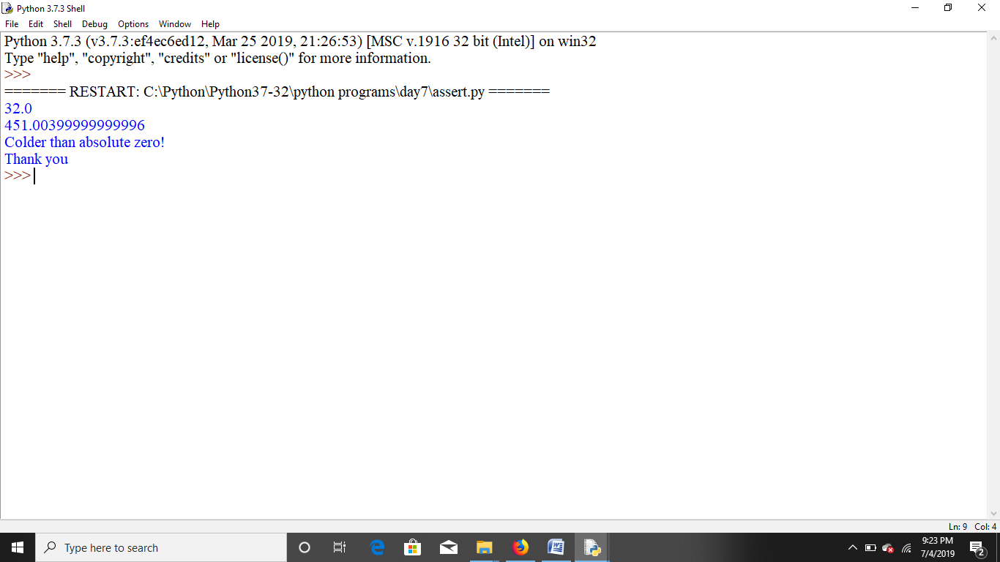 Python 3.7.3 Shell
File Edit Shell Debug Options Window Help
Python 3.7.3 (v3.7.3:ef4ec6ed12, Mar 25 2019, 21:26:53) [MSC v.1916 32 bit (Intel)] on win32
Type "help", "copyright", "credits" or "license()" for more information.
>>>
======= RESTART: C:\Python\Python37-32\python programs\day7\assert.py =======
32.0
451.00399999999996
Colder than absolute zero!
Thank you
>>>
Ln: 9 Col: 4
Type here to search
9:23 PM
7/4/2019
2